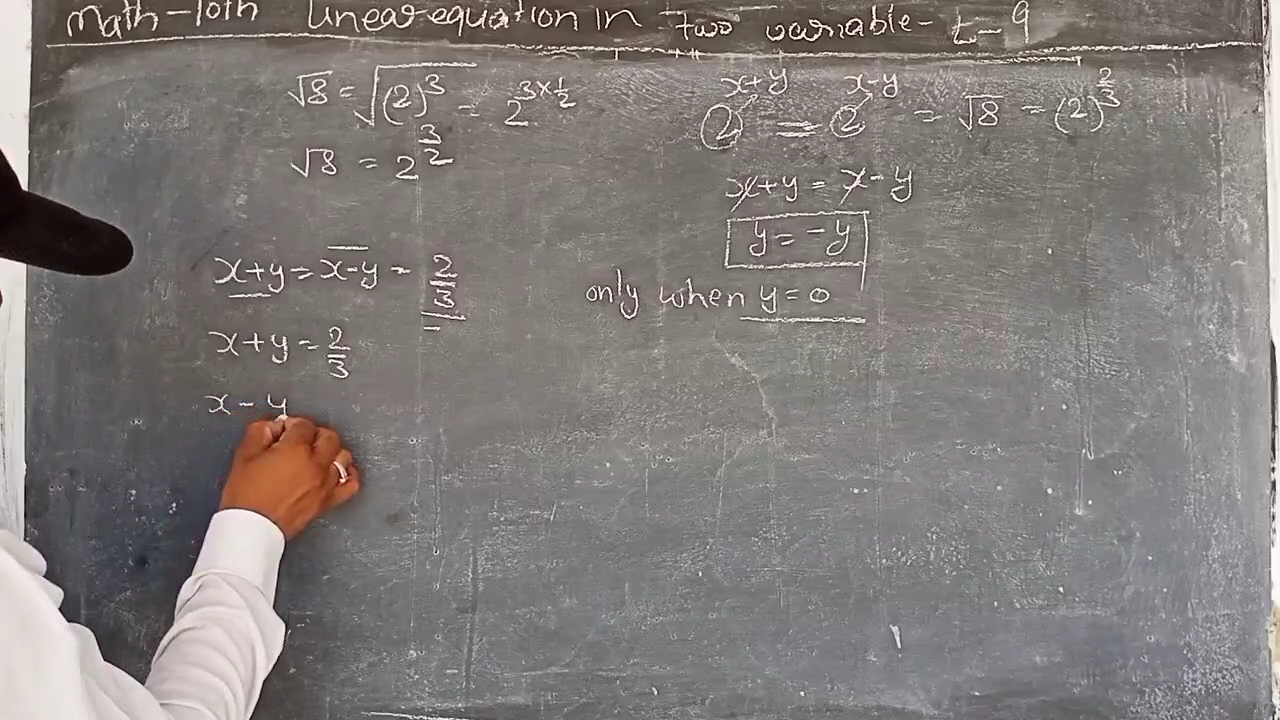 Math-10th Linear equation in two variable - L-9
√8 = √(2)^3 = 2^{3×1/2}
√8 = 2^{3/2}
x+y = x-y = 2/3
x+y = 2/3
x - y
2^{x+y} = 2^{x-y} = √8 = (2)^{2/3}
x+y = x-y
y = -y
only when y = 0